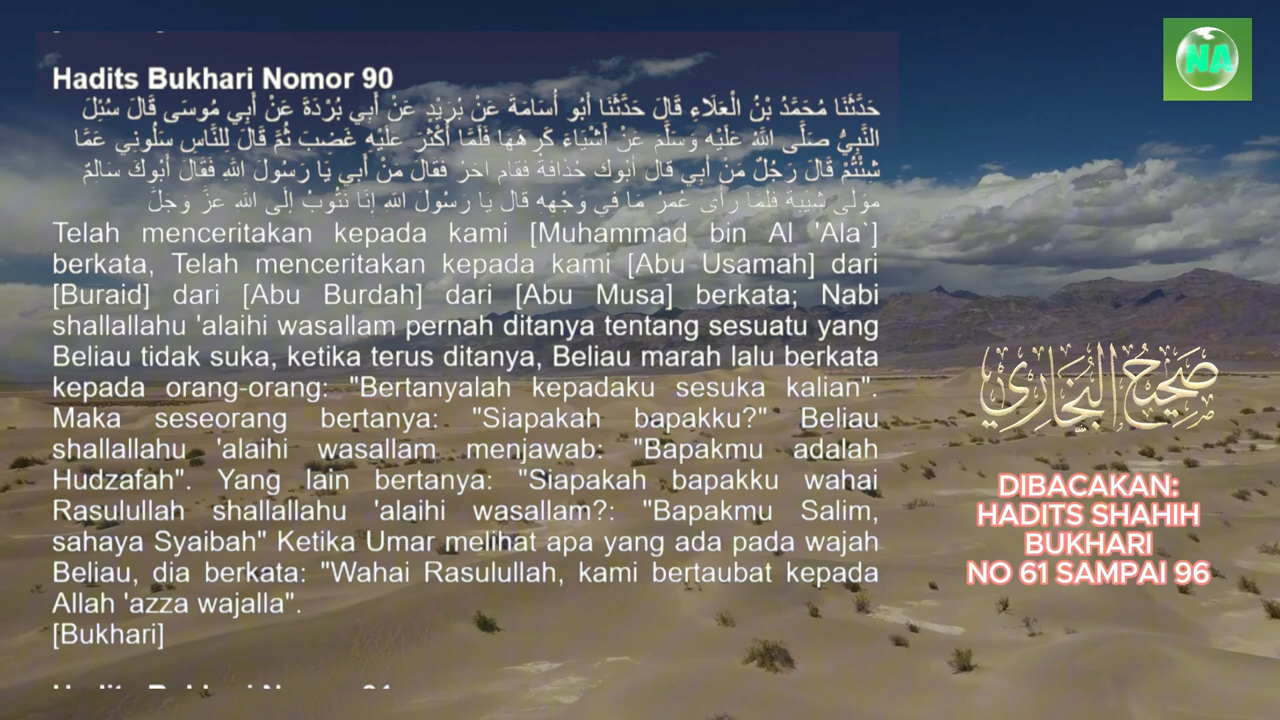 Hadits Bukhari Nomor 90
حَدَّثَنَا مُحَمَّدُ بْنُ الْعَلَاءِ قَالَ حَدَّثَنَا أَبُو أُسَامَةَ عَنْ بُرَيْدٍ عَنْ أَبِي بُرْدَةَ عَنْ أَبِي مُوسَى قَالَ سُئِلَ
النَّبِيُّ صَلَّى اللَّهُ عَلَيْهِ وَسَلَّمَ عَنْ أَشْيَاءَ كَرِهَهَا فَلَمَّا أُكْثِرَ عَلَيْهِ غَضِبَ ثُمَّ قَالَ لِلنَّاسِ سَلُونِي عَمَّا
شِئْتُمْ قَالَ رَجُلٌ مَنْ أَبِي قَالَ أَبُوكَ حُذَافَةُ فَقَامَ آخَرُ فَقَالَ مَنْ أَبِي يَا رَسُولَ اللَّهِ فَقَالَ أَبُوكَ سَالِمٌ
مَوْلَى شَيْبَةَ فَلَمَّا رَأَى عُمَرُ مَا فِي وَجْهِهِ قَالَ يَا رَسُولَ اللَّهِ إِنَّا نَتُوبُ إِلَى اللَّهِ عَزَّ وَجَلَّ
Telah menceritakan kepada kami [Muhammad bin Al 'Ala`]
berkata, Telah menceritakan kepada kami [Abu Usamah] dari
[Buraid] dari [Abu Burdah] dari [Abu Musa] berkata; Nabi
shallallahu 'alaihi wasallam pernah ditanya tentang sesuatu yang
Beliau tidak suka, ketika terus ditanya, Beliau marah lalu berkata
kepada orang-orang: "Bertanyalah kepadaku sesuka kalian".
Maka seseorang bertanya: "Siapakah bapakku?" Beliau
shallallahu 'alaihi wasallam menjawab: "Bapakmu adalah
Hudzafah". Yang lain bertanya: "Siapakah bapakku wahai
Rasulullah shallallahu 'alaihi wasallam?: "Bapakmu Salim,
sahaya Syaibah" Ketika Umar melihat apa yang ada pada wajah
Beliau, dia berkata: "Wahai Rasulullah, kami bertaubat kepada
Allah 'azza wajalla".
[Bukhari]
NA
صَحِيحُ البُخَارِي
DIBACAKAN:
HADITS SHAHIH
BUKHARI
NO 61 SAMPAI 96